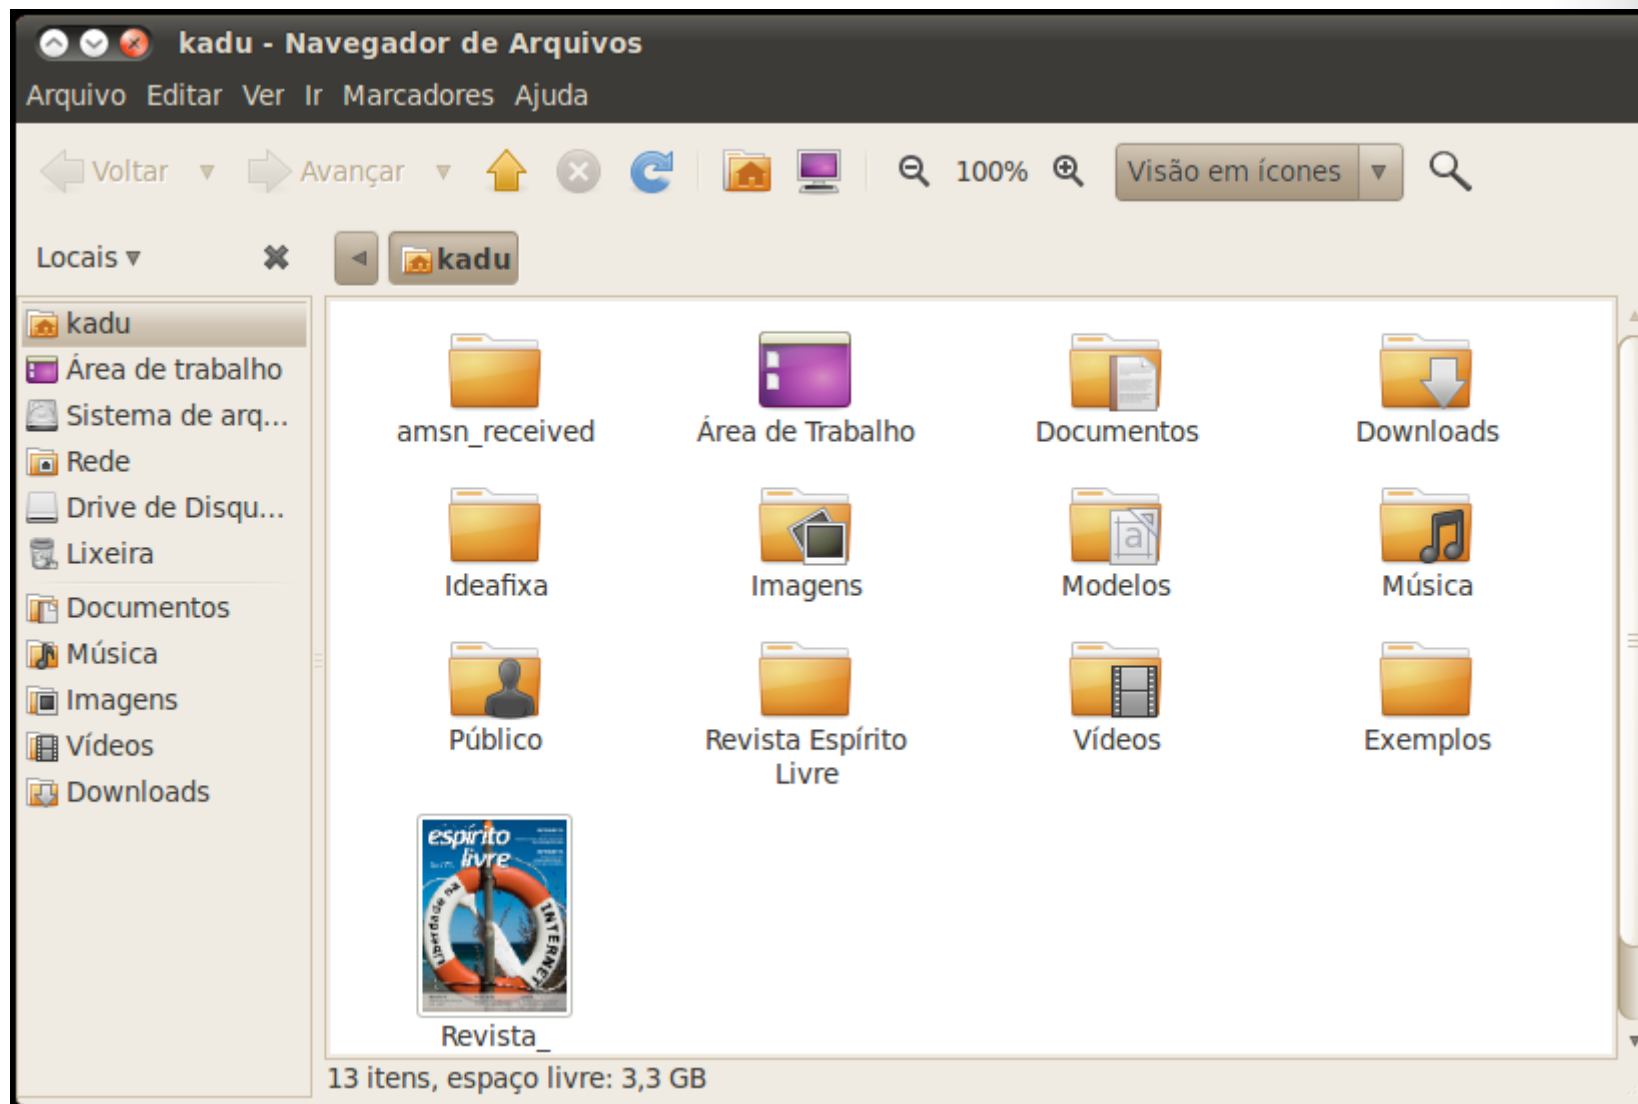 kadu - Navegador de Arquivos
Arquivo Editar Ver Ir Marcadores Ajuda
Voltar Avançar 100% Visão em ícones
Locais kadu
kadu
Área de trabalho
Sistema de arq...
Rede
Drive de Disqu...
Lixeira
Documentos
Música
Imagens
Vídeos
Downloads
amsn_received Área de Trabalho Documentos Downloads
Ideafixa Imagens Modelos Música
Público Revista Espírito Vídeos Exemplos
Livre
espírito
livre
Liberdade na INTERNET
Revista_
13 itens, espaço livre: 3,3 GB